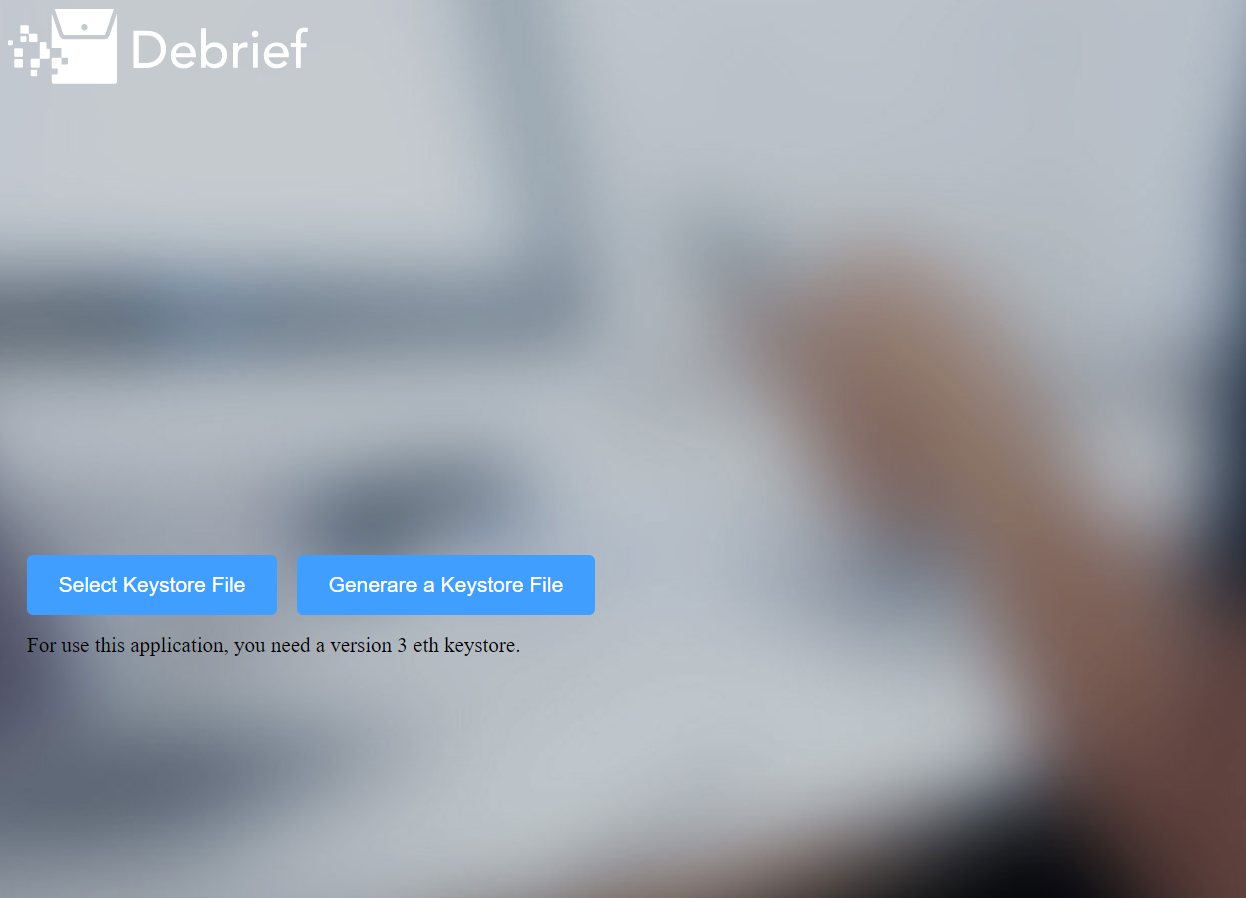 Debrief
Select Keystore File
Generare a Keystore File
For use this application, you need a version 3 eth keystore.